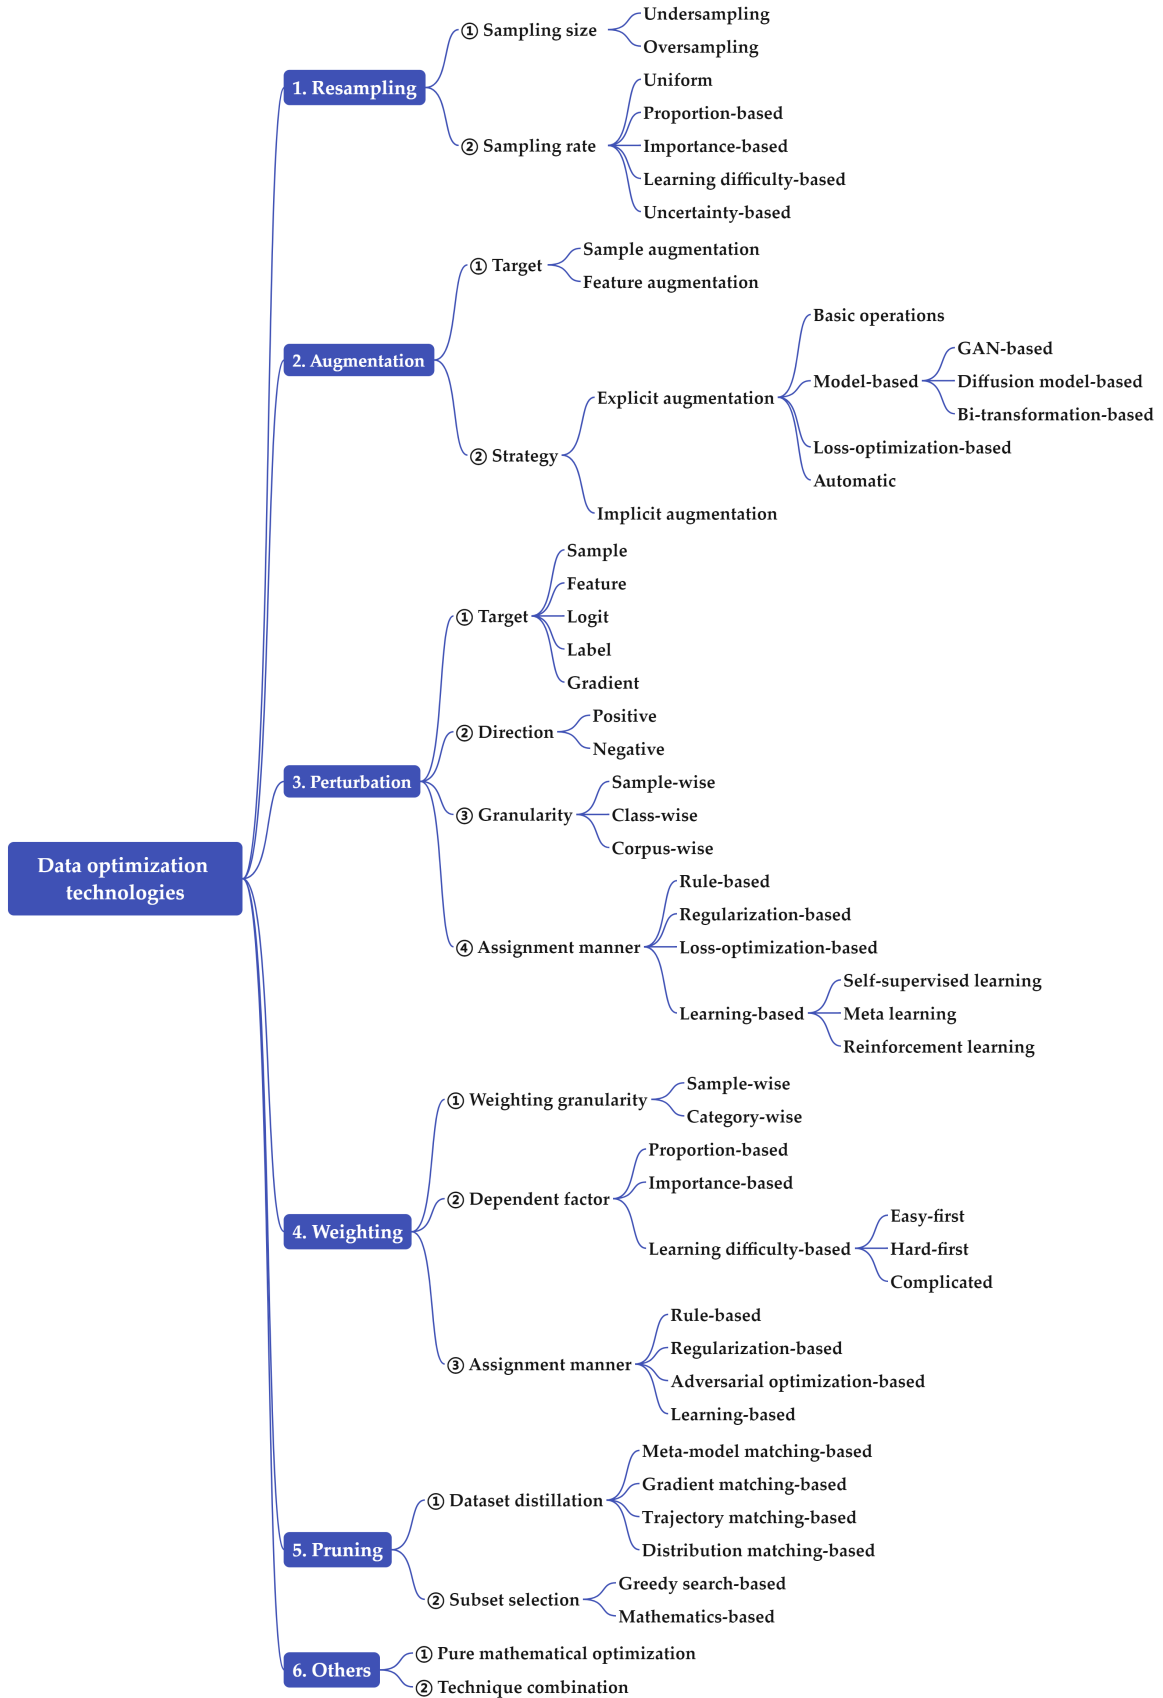 Data optimization
technologies
1. Resampling
① Sampling size
Undersampling
Oversampling
② Sampling rate
Uniform
Proportion-based
Importance-based
Learning difficulty-based
Uncertainty-based
2. Augmentation
① Target
Sample augmentation
Feature augmentation
② Strategy
Explicit augmentation
Basic operations
Model-based
GAN-based
Diffusion model-based
Bi-transformation-based
Loss-optimization-based
Automatic
Implicit augmentation
3. Perturbation
① Target
Sample
Feature
Logit
Label
Gradient
② Direction
Positive
Negative
③ Granularity
Sample-wise
Class-wise
Corpus-wise
④ Assignment manner
Rule-based
Regularization-based
Loss-optimization-based
Learning-based
Self-supervised learning
Meta learning
Reinforcement learning
4. Weighting
① Weighting granularity
Sample-wise
Category-wise
② Dependent factor
Proportion-based
Importance-based
Learning difficulty-based
Easy-first
Hard-first
Complicated
③ Assignment manner
Rule-based
Regularization-based
Adversarial optimization-based
Learning-based
5. Pruning
① Dataset distillation
Meta-model matching-based
Gradient matching-based
Trajectory matching-based
Distribution matching-based
② Subset selection
Greedy search-based
Mathematics-based
6. Others
① Pure mathematical optimization
② Technique combination